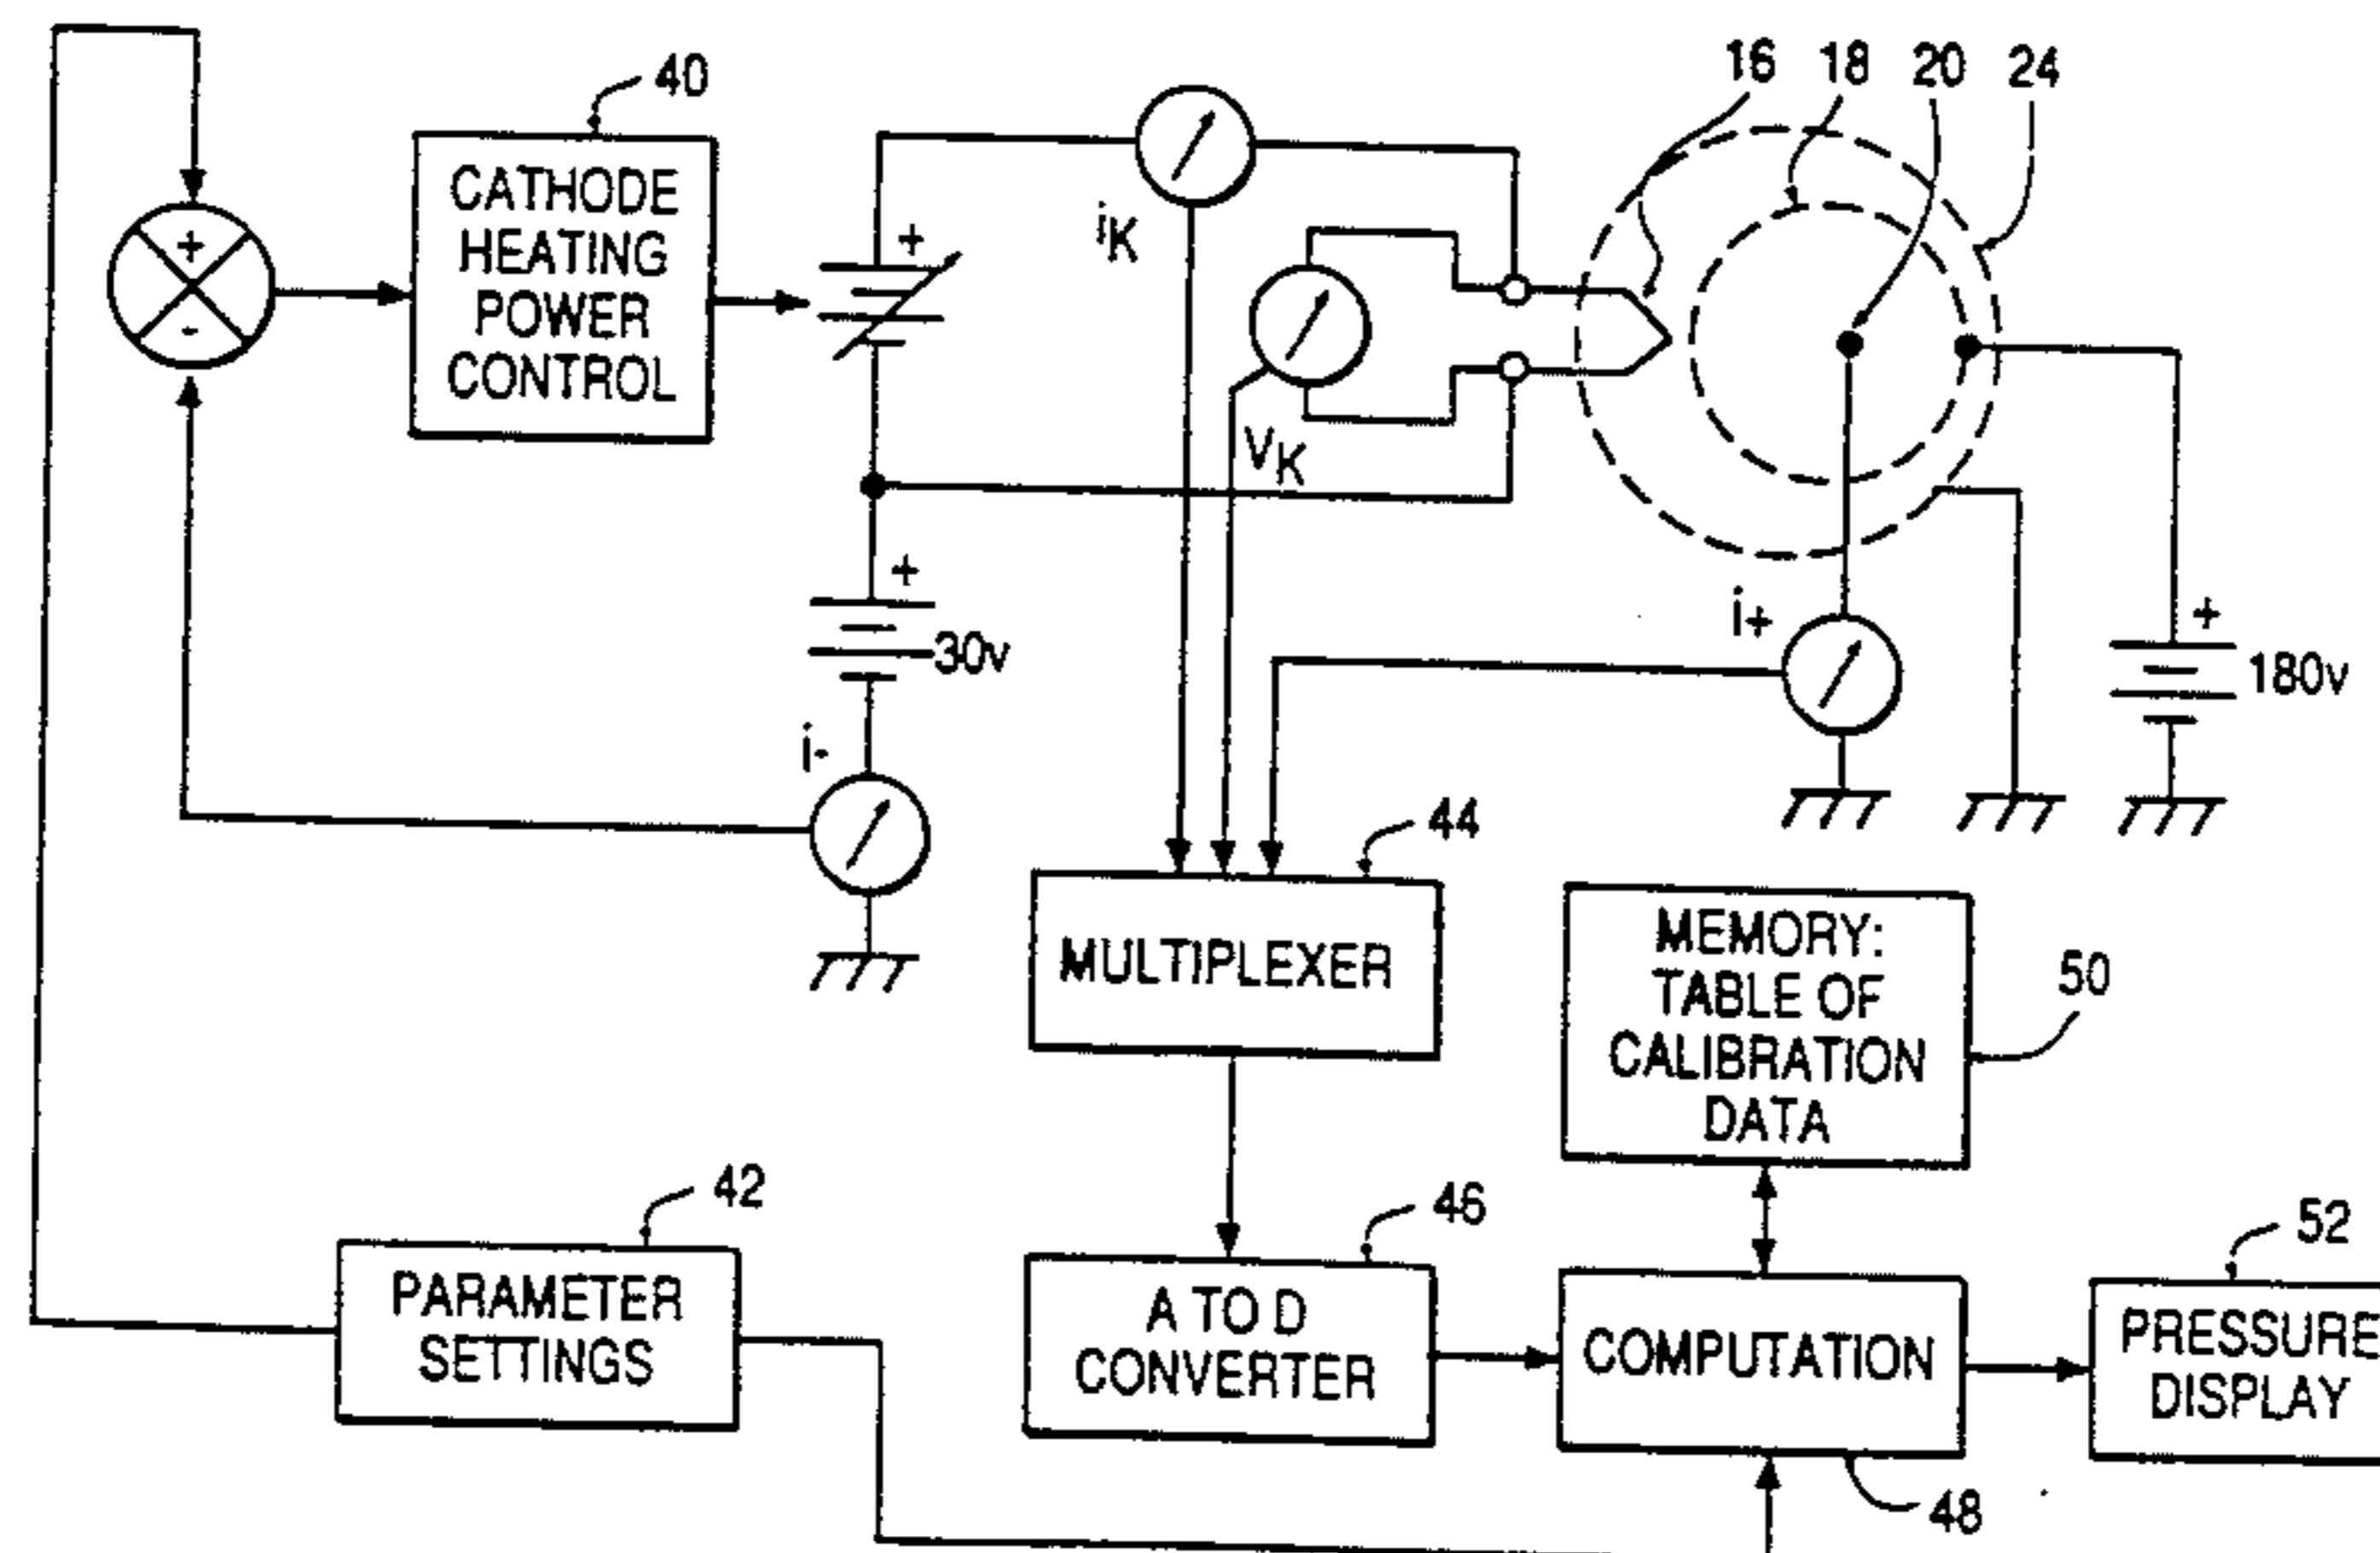 40
16 18 20 24
CATHODE
HEATING
POWER
CONTROL
+
-
+
iK
VK
+
30v
i-
i+
+
180v
44
MULTIPLEXER
MEMORY:
TABLE OF
CALIBRATION
DATA
50
42
PARAMETER
SETTINGS
46
A TO D
CONVERTER
COMPUTATION
48
52
PRESSURE
DISPLAY